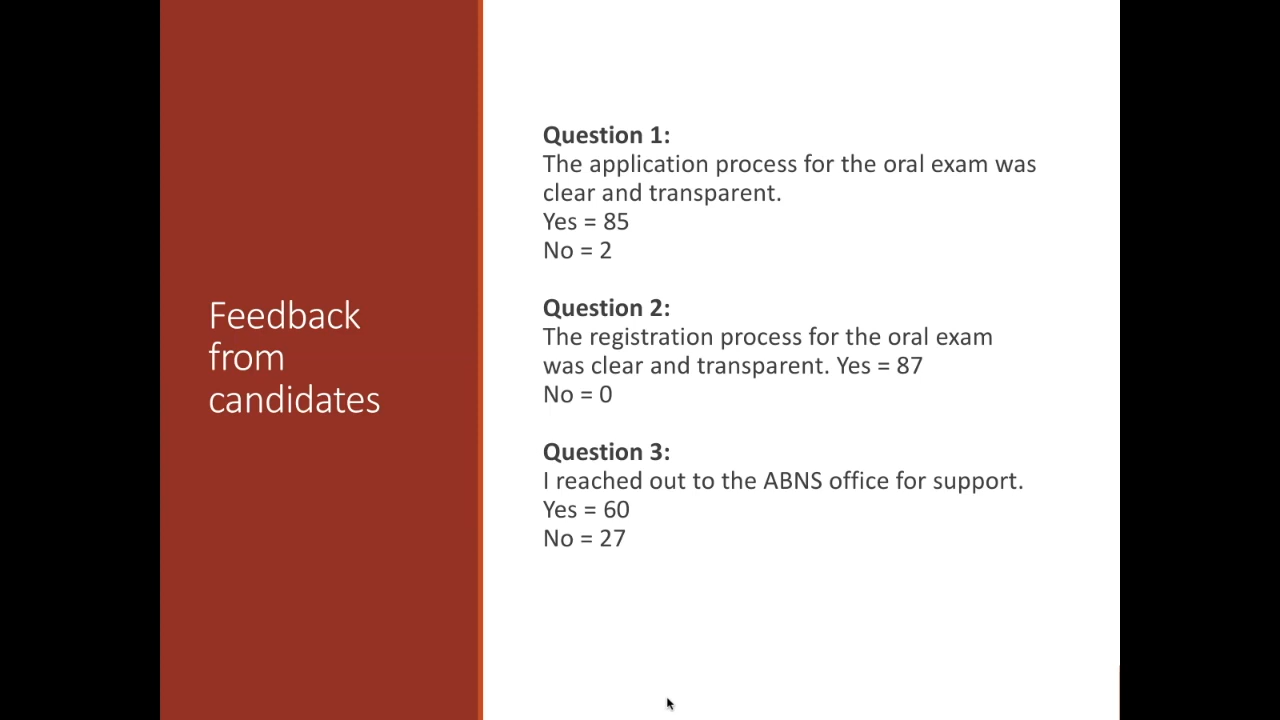 Feedback
from
candidates
Question 1:
The application process for the oral exam was
clear and transparent.
Yes = 85
No = 2
Question 2:
The registration process for the oral exam
was clear and transparent. Yes = 87
No = 0
Question 3:
I reached out to the ABNS office for support.
Yes = 60
No = 27